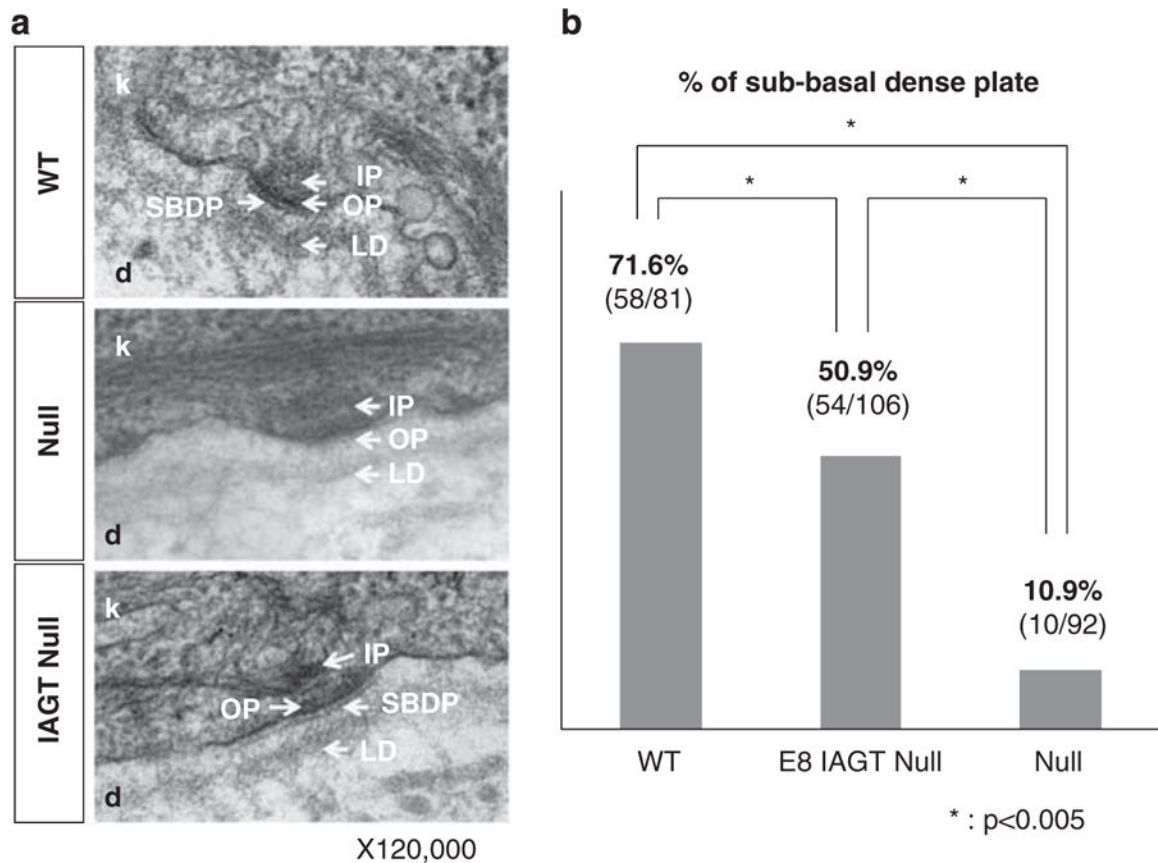 a
WT
k
IP
SBDP
OP
LD
d
Null
k
IP
OP
LD
d
IAGT Null
k
IP
OP
SBDP
LD
d
X120,000
b
% of sub-basal dense plate
*
*
*
71.6%
(58/81)
50.9%
(54/106)
10.9%
(10/92)
WT
E8 IAGT Null
Null
* : p<0.005